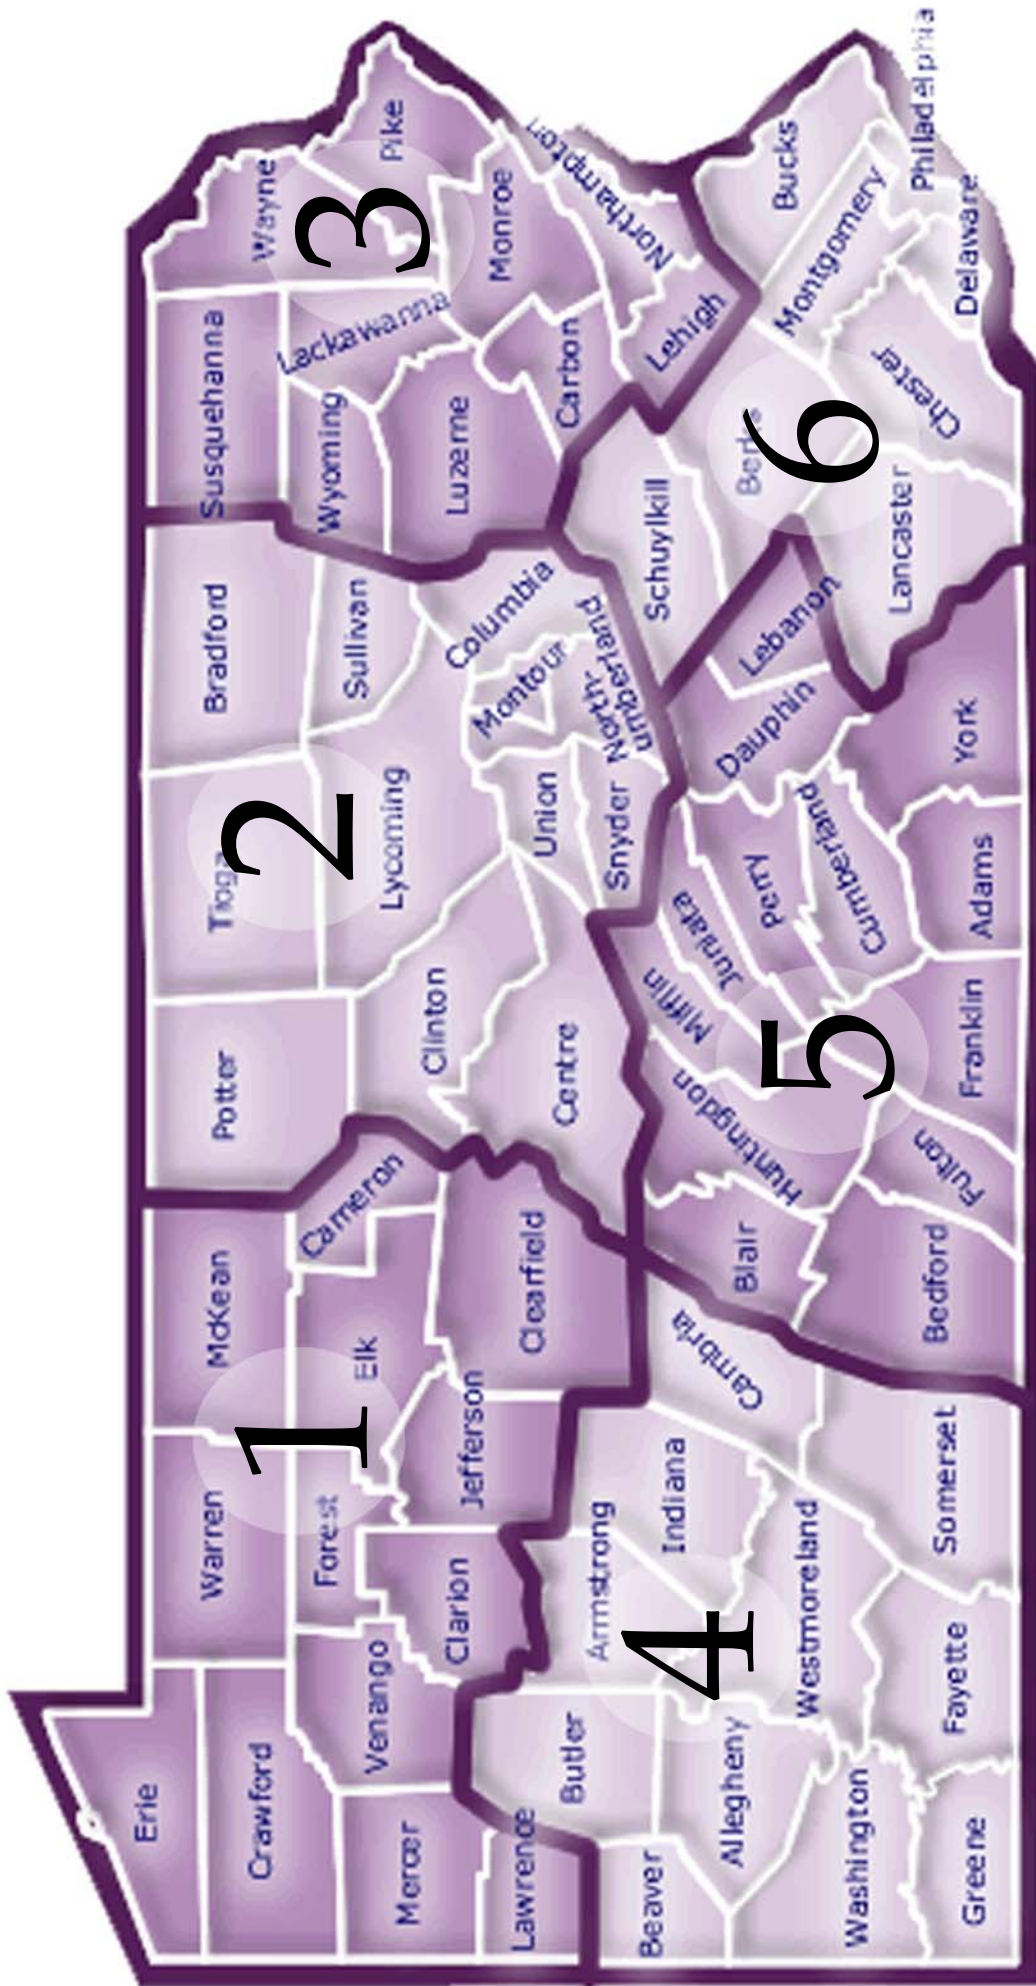 Erie
Crawford
Mercer
Lawrence
Venango
Warren
Forest
Clarion
McKean
Elk
Jefferson
Cameron
Clearfield
1
Potter
Tioga
Bradford
Sullivan
Lycoming
Clinton
Centre
Union
Snyder
Montour
Columbia
North-
umberland
2
Susquehanna
Wayne
Wyoming
Lackawanna
Pike
Luzerne
Monroe
Carbon
Northampton
Lehigh
3
Butler
Beaver
Allegheny
Armstrong
Indiana
Cambria
Westmoreland
Washington
Greene
Fayette
Somerset
4
Blair
Huntingdon
Mifflin
Juniata
Perry
Cumberland
Dauphin
Lebanon
Bedford
Fulton
Franklin
Adams
York
5
Schuylkill
Berks
Lancaster
Chester
Montgomery
Bucks
Delaware
Philadelphia
6